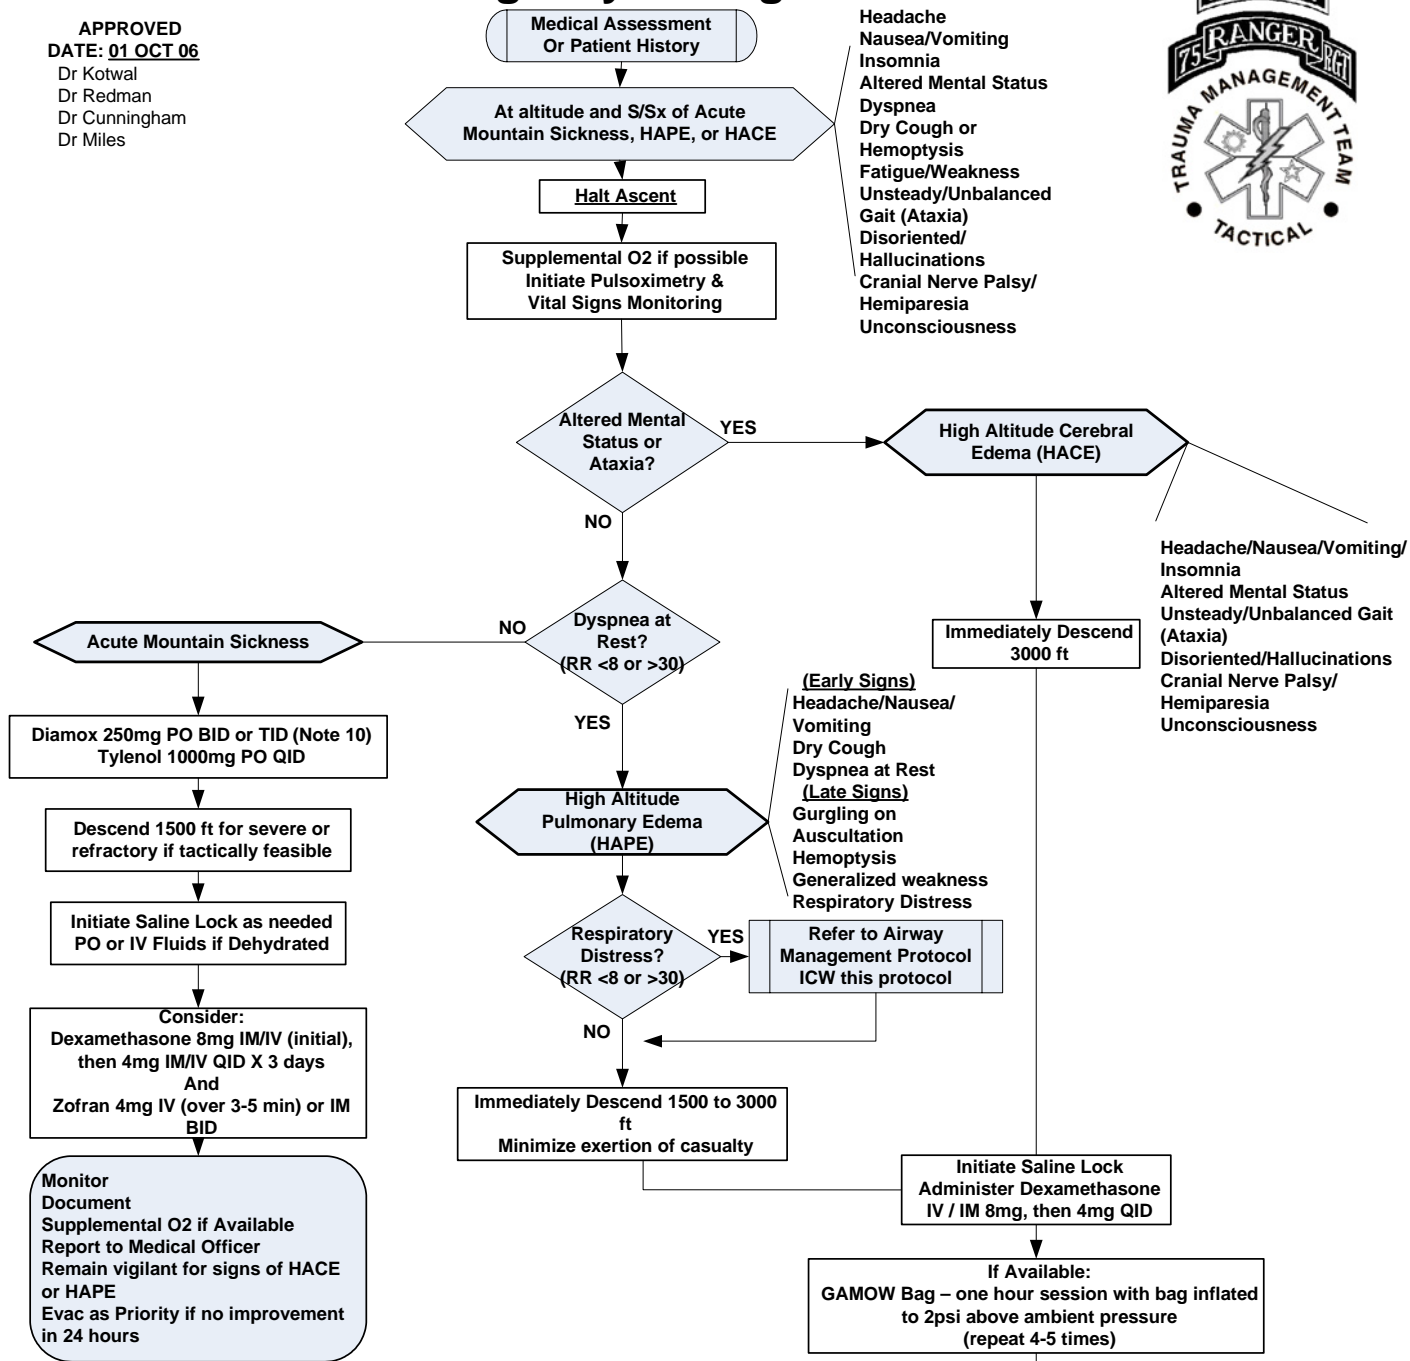 APPROVED
DATE: 01 OCT 06
Dr Kotwal
Dr Redman
Dr Cunningham
Dr Miles
Medical Assessment
Or Patient History
Headache
Nausea/Vomiting
Insomnia
Altered Mental Status
Dyspnea
Dry Cough or
Hemoptysis
Fatigue/Weakness
Unsteady/Unbalanced
Gait (Ataxia)
Disoriented/
Hallucinations
Cranial Nerve Palsy/
Hemiparesia
Unconsciousness
75 RANGER RGT
TRAUMA MANAGEMENT TEAM
TACTICAL
At altitude and S/Sx of Acute
Mountain Sickness, HAPE, or HACE
Halt Ascent
Supplemental O2 if possible
Initiate Pulsoximetry &
Vital Signs Monitoring
Altered Mental
Status or
Ataxia?
YES
NO
High Altitude Cerebral
Edema (HACE)
Headache/Nausea/Vomiting/
Insomnia
Altered Mental Status
Unsteady/Unbalanced Gait
(Ataxia)
Disoriented/Hallucinations
Cranial Nerve Palsy/
Hemiparesia
Unconsciousness
Immediately Descend
3000 ft
Dyspnea at
Rest?
(RR <8 or >30)
NO
YES
Acute Mountain Sickness
Diamox 250mg PO BID or TID (Note 10)
Tylenol 1000mg PO QID
Descend 1500 ft for severe or
refractory if tactically feasible
Initiate Saline Lock as needed
PO or IV Fluids if Dehydrated
Consider:
Dexamethasone 8mg IM/IV (initial),
then 4mg IM/IV QID X 3 days
And
Zofran 4mg IV (over 3-5 min) or IM
BID
Monitor
Document
Supplemental O2 if Available
Report to Medical Officer
Remain vigilant for signs of HACE
or HAPE
Evac as Priority if no improvement
in 24 hours
High Altitude
Pulmonary Edema
(HAPE)
(Early Signs)
Headache/Nausea/
Vomiting
Dry Cough
Dyspnea at Rest
(Late Signs)
Gurgling on
Auscultation
Hemoptysis
Generalized weakness
Respiratory Distress
Respiratory
Distress?
(RR <8 or >30)
YES
NO
Refer to Airway
Management Protocol
ICW this protocol
Immediately Descend 1500 to 3000
ft
Minimize exertion of casualty
Initiate Saline Lock
Administer Dexamethasone
IV / IM 8mg, then 4mg QID
If Available:
GAMOW Bag – one hour session with bag inflated
to 2psi above ambient pressure
(repeat 4-5 times)